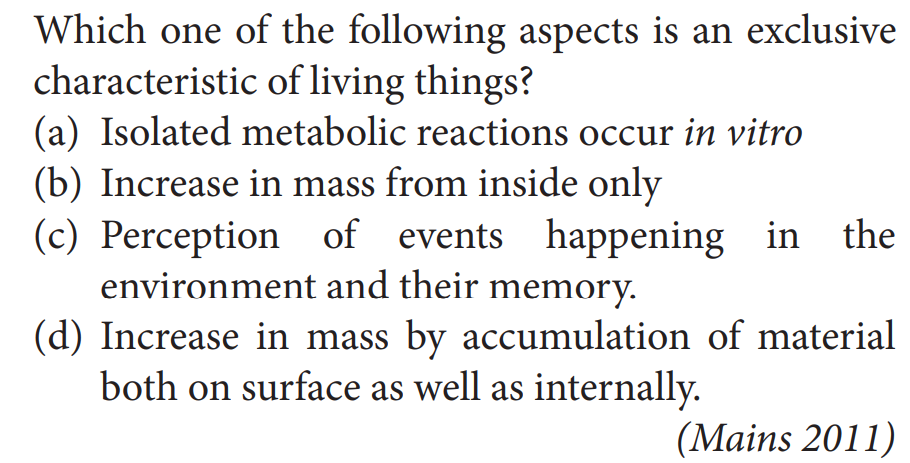 Which one of the following aspects is an exclusive
characteristic of living things?
(a) Isolated metabolic reactions occur in vitro
(b) Increase in mass from inside only
(c) Perception of events happening in the
environment and their memory.
(d) Increase in mass by accumulation of material
both on surface as well as internally.
(Mains 2011)